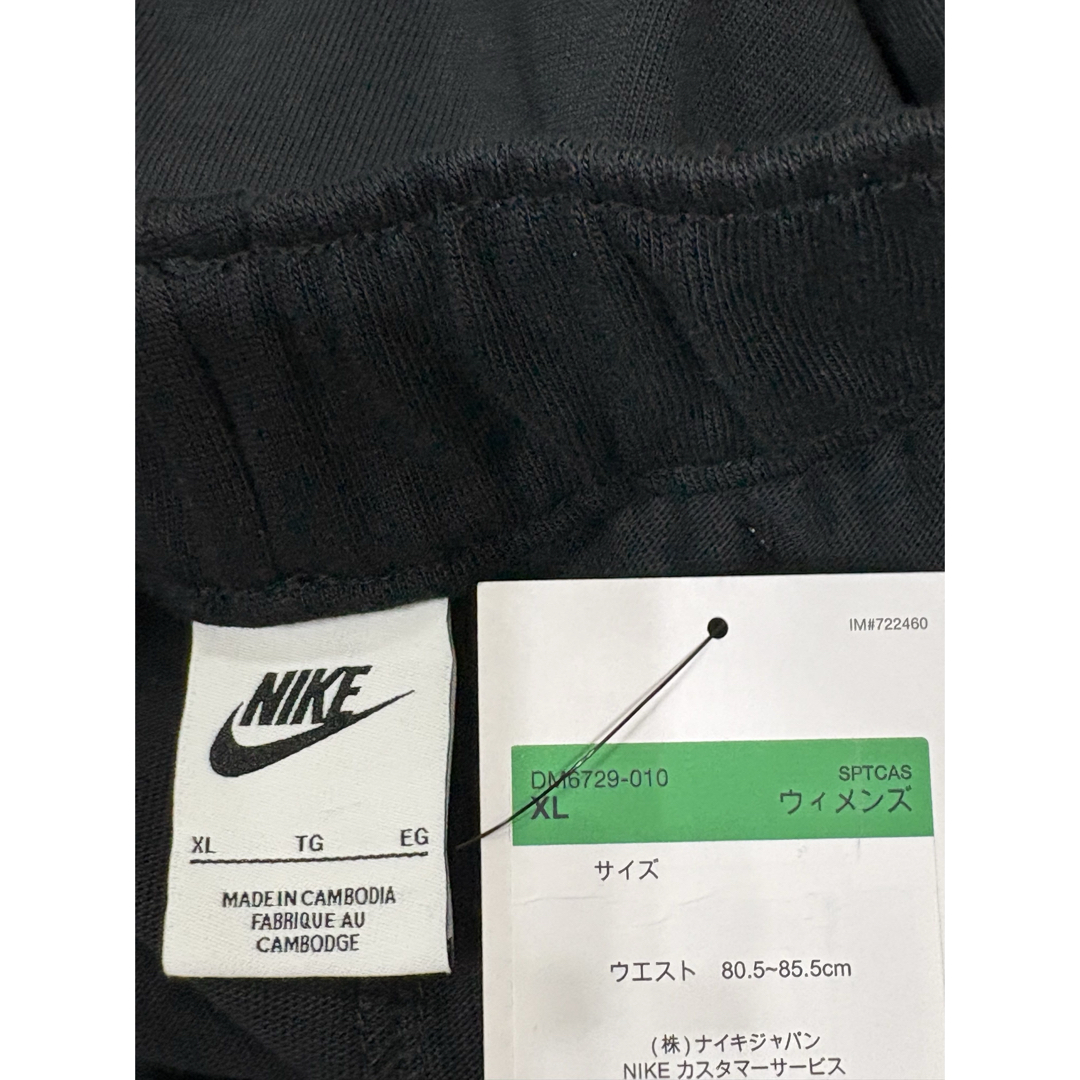 NIKE
XL TG EG
MADE IN CAMBODIA
FABRIQUE AU
CAMBODGE
IM#722460
DM6729-010 SPTCAS
XL ウィメンズ
サイズ
ウエスト 80.5~85.5cm
(株)ナイキジャパン
NIKE カスタマーサービス